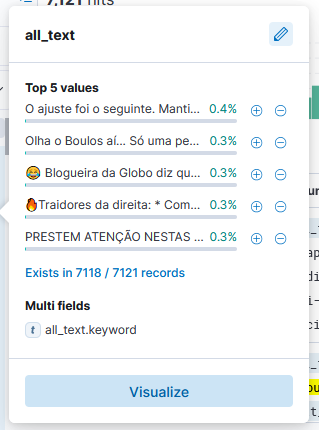 7,121 hits
all_text
Top 5 values
O ajuste foi o seguinte. Manti... 0.4%
Olha o Boulos aí... Só uma pe... 0.3%
😂 Blogueira da Globo diz qu... 0.3%
🔥Traidores da direita: * Com... 0.3%
PRESTEM ATENÇÃO NESTAS ... 0.3%
Exists in 7118 / 7121 records
Multi fields
t all_text.keyword
Visualize